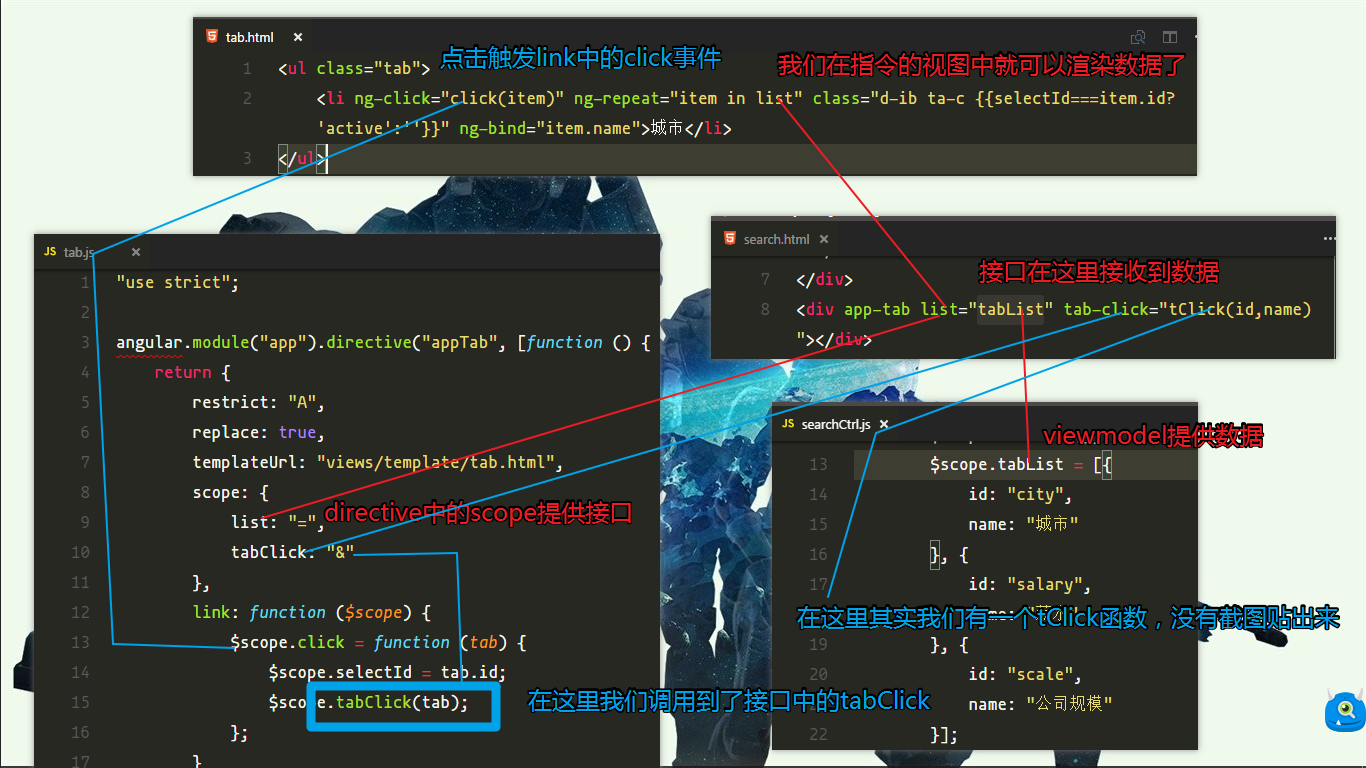 tab.html
点击触发link中的click事件
我们在指令的视图中就可以渲染数据了
1 <ul class="tab">
2 <li ng-click="click(item)" ng-repeat="item in list" class="d-ib ta-c {{selectId===item.id?
'active':''}}" ng-bind="item.name">城市</li>
3 </ul>
JS tab.js
1 "use strict";
2
3 angular.module("app").directive("appTab", [function () {
4 return {
5 restrict: "A",
6 replace: true,
7 templateUrl: "views/template/tab.html",
8 scope: {
9 list: "=",
directive中的scope提供接口
10 tabClick: "&"
11 },
12 link: function ($scope) {
13 $scope.click = function (tab) {
14 $scope.selectId = tab.id;
15 $scope.tabClick(tab);
在这里我们调用到了接口中的tabClick
16 };
17 }
search.html
接口在这里接收到数据
7 </div>
8 <div app-tab list="tabList" tab-click="tClick(id,name)
"></div>
JS searchCtrl.js
viewmodel提供数据
13 $scope.tabList = [{
14 id: "city",
15 name: "城市"
16 }, {
17 id: "salary",
在这里其实我们有一个tClick函数，没有截图贴出来
19 }, {
20 id: "scale",
name: "公司规模"
22 }];